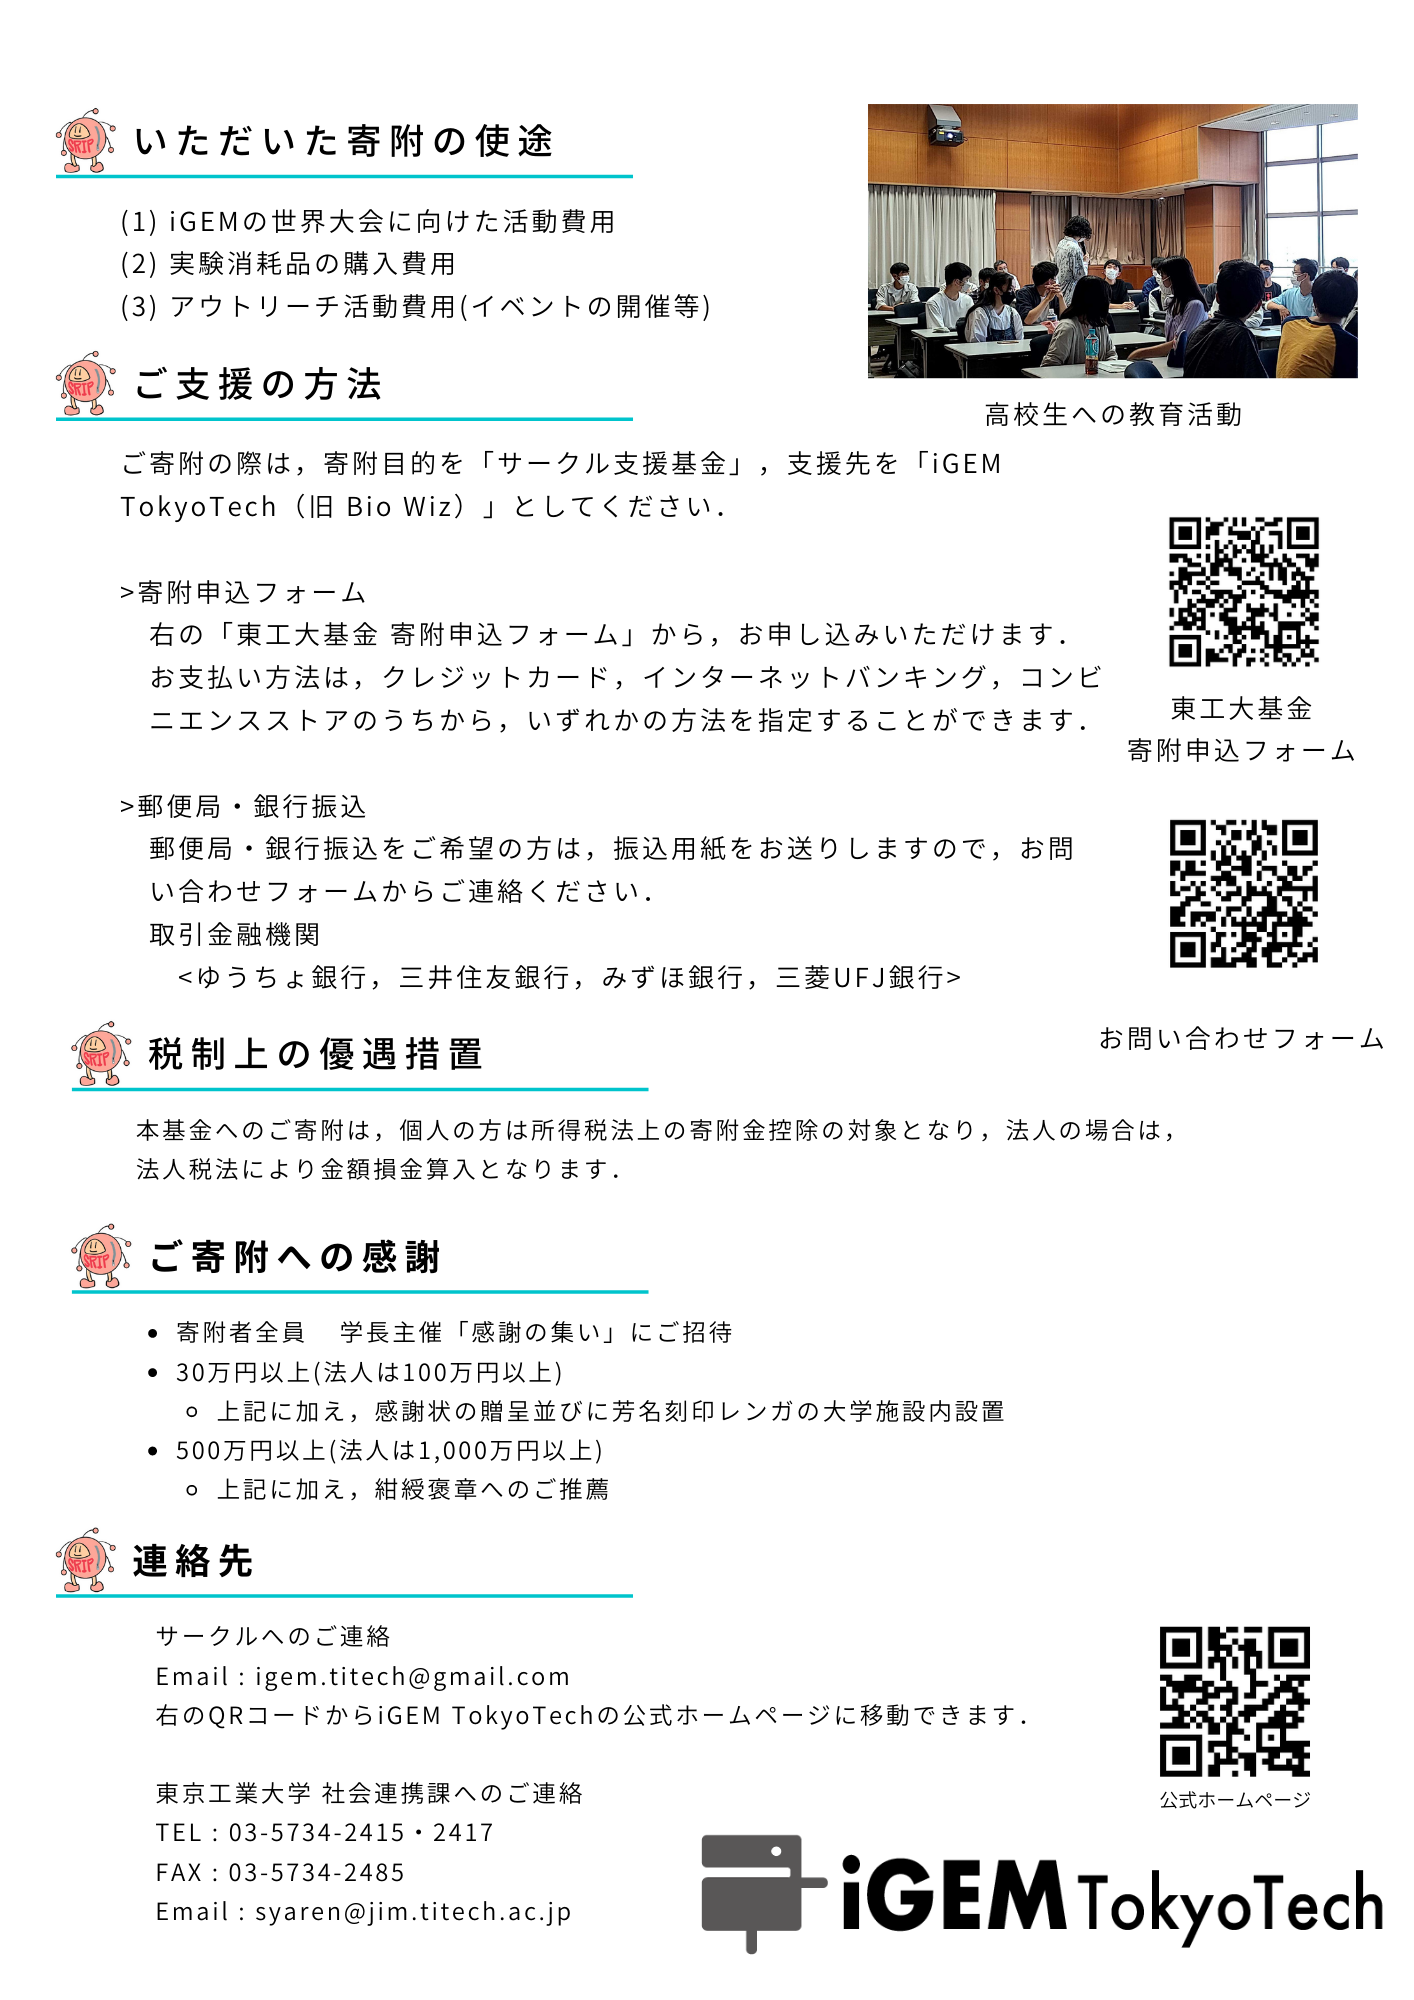 いただいた寄附の使途
(1) iGEMの世界大会に向けた活動費用
(2) 実験消耗品の購入費用
(3) アウトリーチ活動費用(イベントの開催等)
高校生への教育活動
ご支援の方法
ご寄附の際は，寄附目的を「サークル支援基金」，支援先を「iGEM
TokyoTech（旧 Bio Wiz）」としてください．
>寄附申込フォーム
右の「東工大基金 寄附申込フォーム」から，お申し込みいただけます．
お支払い方法は，クレジットカード，インターネットバンキング，コンビ
ニエンスストアのうちから，いずれかの方法を指定することができます．
東工大基金
寄附申込フォーム
>郵便局・銀行振込
郵便局・銀行振込をご希望の方は，振込用紙をお送りしますので，お問
い合わせフォームからご連絡ください．
取引金融機関
<ゆうちょ銀行，三井住友銀行，みずほ銀行，三菱UFJ銀行>
お問い合わせフォーム
税制上の優遇措置
本基金へのご寄附は，個人の方は所得税法上の寄附金控除の対象となり，法人の場合は，
法人税法により金額損金算入となります．
ご寄附への感謝
• 寄附者全員　学長主催「感謝の集い」にご招待
• 30万円以上(法人は100万円以上)
◦ 上記に加え，感謝状の贈呈並びに芳名刻印レンガの大学施設内設置
• 500万円以上(法人は1,000万円以上)
◦ 上記に加え，紺綬褒章へのご推薦
連絡先
サークルへのご連絡
Email : igem.titech@gmail.com
右のQRコードからiGEM TokyoTechの公式ホームページに移動できます．
公式ホームページ
東京工業大学 社会連携課へのご連絡
TEL : 03-5734-2415・2417
FAX : 03-5734-2485
Email : syaren@jim.titech.ac.jp
iGEM TokyoTech
SRIP
SRIP
SRIP
SRIP
SRIP